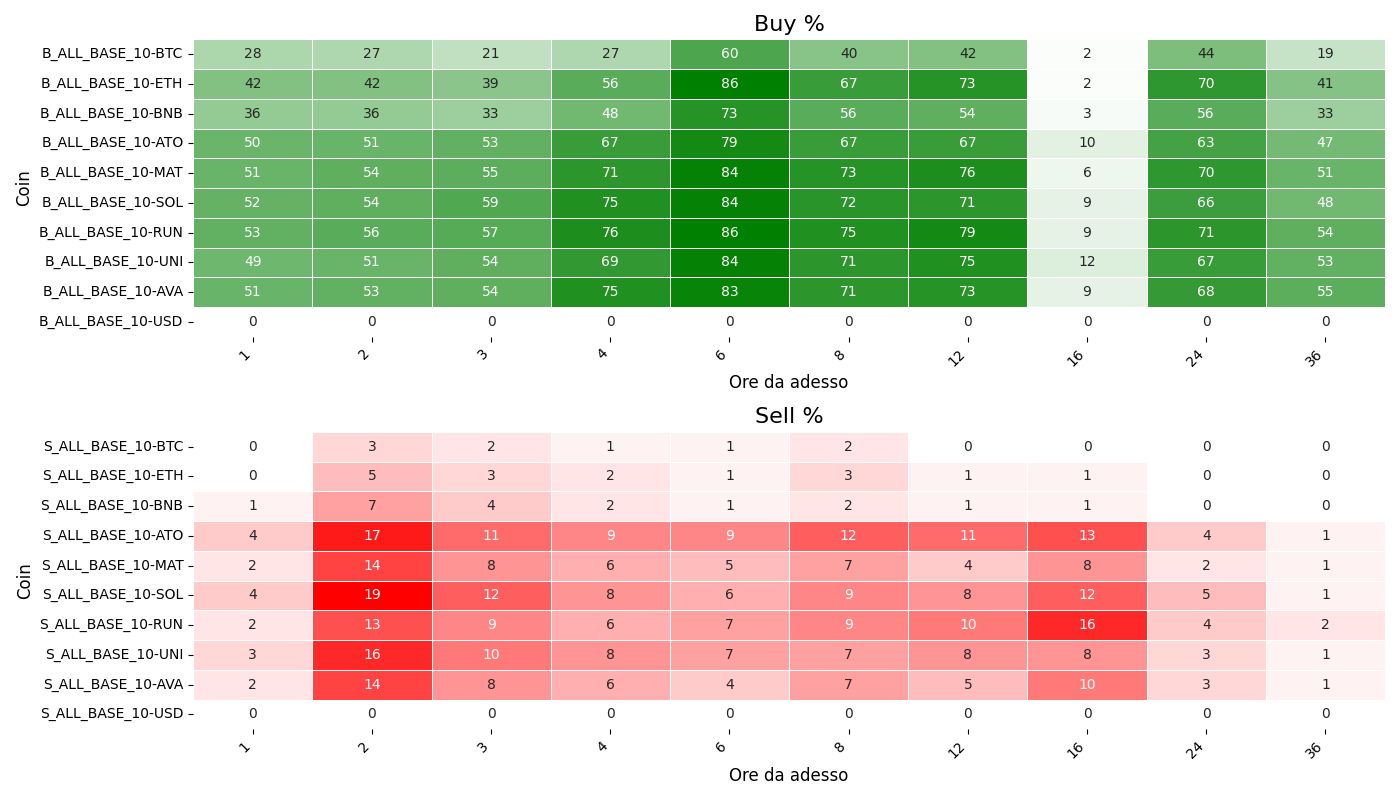 Buy %
Coin
B_ALL_BASE_10-BTC 28 27 21 27 60 40 42 2 44 19
B_ALL_BASE_10-ETH 42 42 39 56 86 67 73 2 70 41
B_ALL_BASE_10-BNB 36 36 33 48 73 56 54 3 56 33
B_ALL_BASE_10-ATO 50 51 53 67 79 67 67 10 63 47
B_ALL_BASE_10-MAT 51 54 55 71 84 73 76 6 70 51
B_ALL_BASE_10-SOL 52 54 59 75 84 72 71 9 66 48
B_ALL_BASE_10-RUN 53 56 57 76 86 75 79 9 71 54
B_ALL_BASE_10-UNI 49 51 54 69 84 71 75 12 67 53
B_ALL_BASE_10-AVA 51 53 54 75 83 71 73 9 68 55
B_ALL_BASE_10-USD 0 0 0 0 0 0 0 0 0 0
1 2 3 4 6 8 12 16 24 36
Ore da adesso
Sell %
Coin
S_ALL_BASE_10-BTC 0 3 2 1 1 2 0 0 0 0
S_ALL_BASE_10-ETH 0 5 3 2 1 3 1 1 0 0
S_ALL_BASE_10-BNB 1 7 4 2 1 2 1 1 0 0
S_ALL_BASE_10-ATO 4 17 11 9 9 12 11 13 4 1
S_ALL_BASE_10-MAT 2 14 8 6 5 7 4 8 2 1
S_ALL_BASE_10-SOL 4 19 12 8 6 9 8 12 5 1
S_ALL_BASE_10-RUN 2 13 9 6 7 9 10 16 4 2
S_ALL_BASE_10-UNI 3 16 10 8 7 7 8 8 3 1
S_ALL_BASE_10-AVA 2 14 8 6 4 7 5 10 3 1
S_ALL_BASE_10-USD 0 0 0 0 0 0 0 0 0 0
1 2 3 4 6 8 12 16 24 36
Ore da adesso